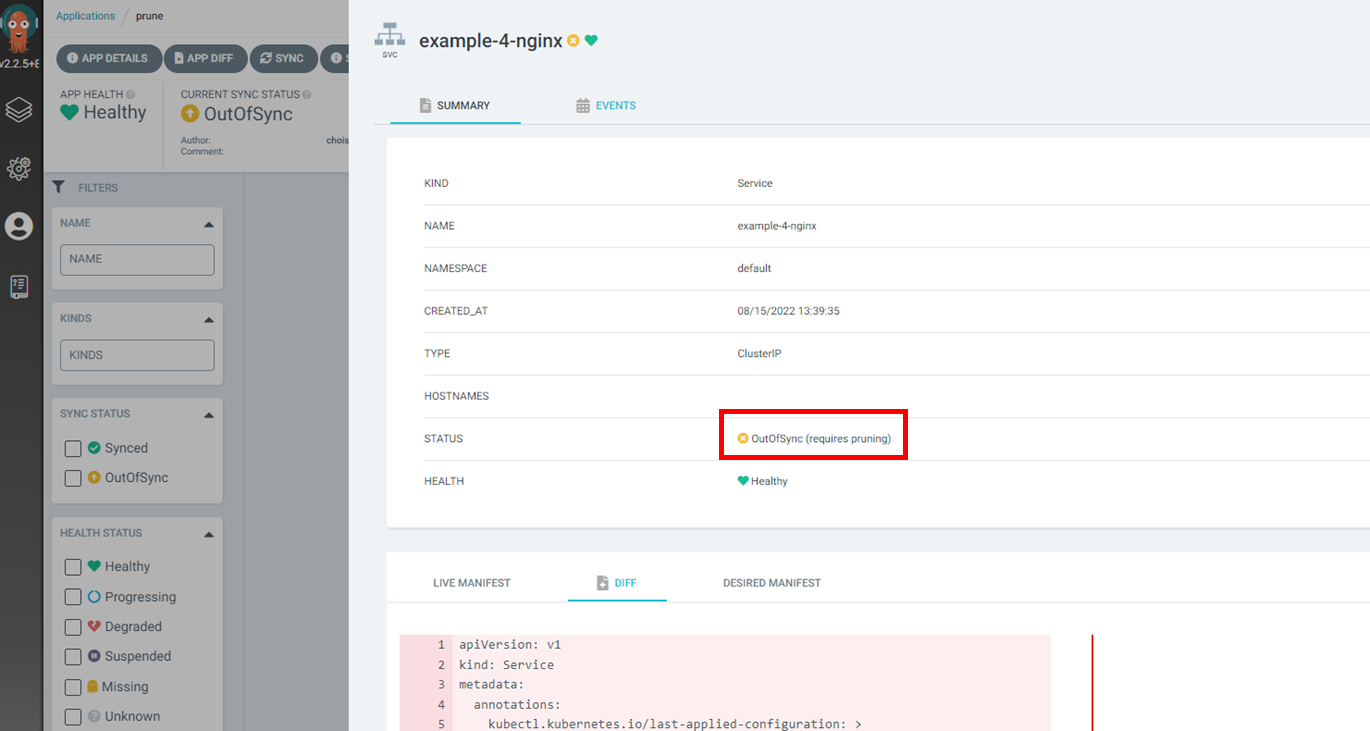 v2.2.5+8
Applications / prune
APP DETAILS
APP DIFF
SYNC
APP HEALTH
Healthy
CURRENT SYNC STATUS
OutOfSync
Author:
chois
Comment:
FILTERS
NAME
NAME
KINDS
KINDS
SYNC STATUS
Synced
OutOfSync
HEALTH STATUS
Healthy
Progressing
Degraded
Suspended
Missing
Unknown
svc
example-4-nginx
SUMMARY
EVENTS
KIND Service
NAME example-4-nginx
NAMESPACE default
CREATED_AT 08/15/2022 13:39:35
TYPE ClusterIP
HOSTNAMES
STATUS OutOfSync (requires pruning)
HEALTH Healthy
LIVE MANIFEST
DIFF
DESIRED MANIFEST
1 apiVersion: v1
2 kind: Service
3 metadata:
4 annotations:
5 kubectl.kubernetes.io/last-applied-configuration: >